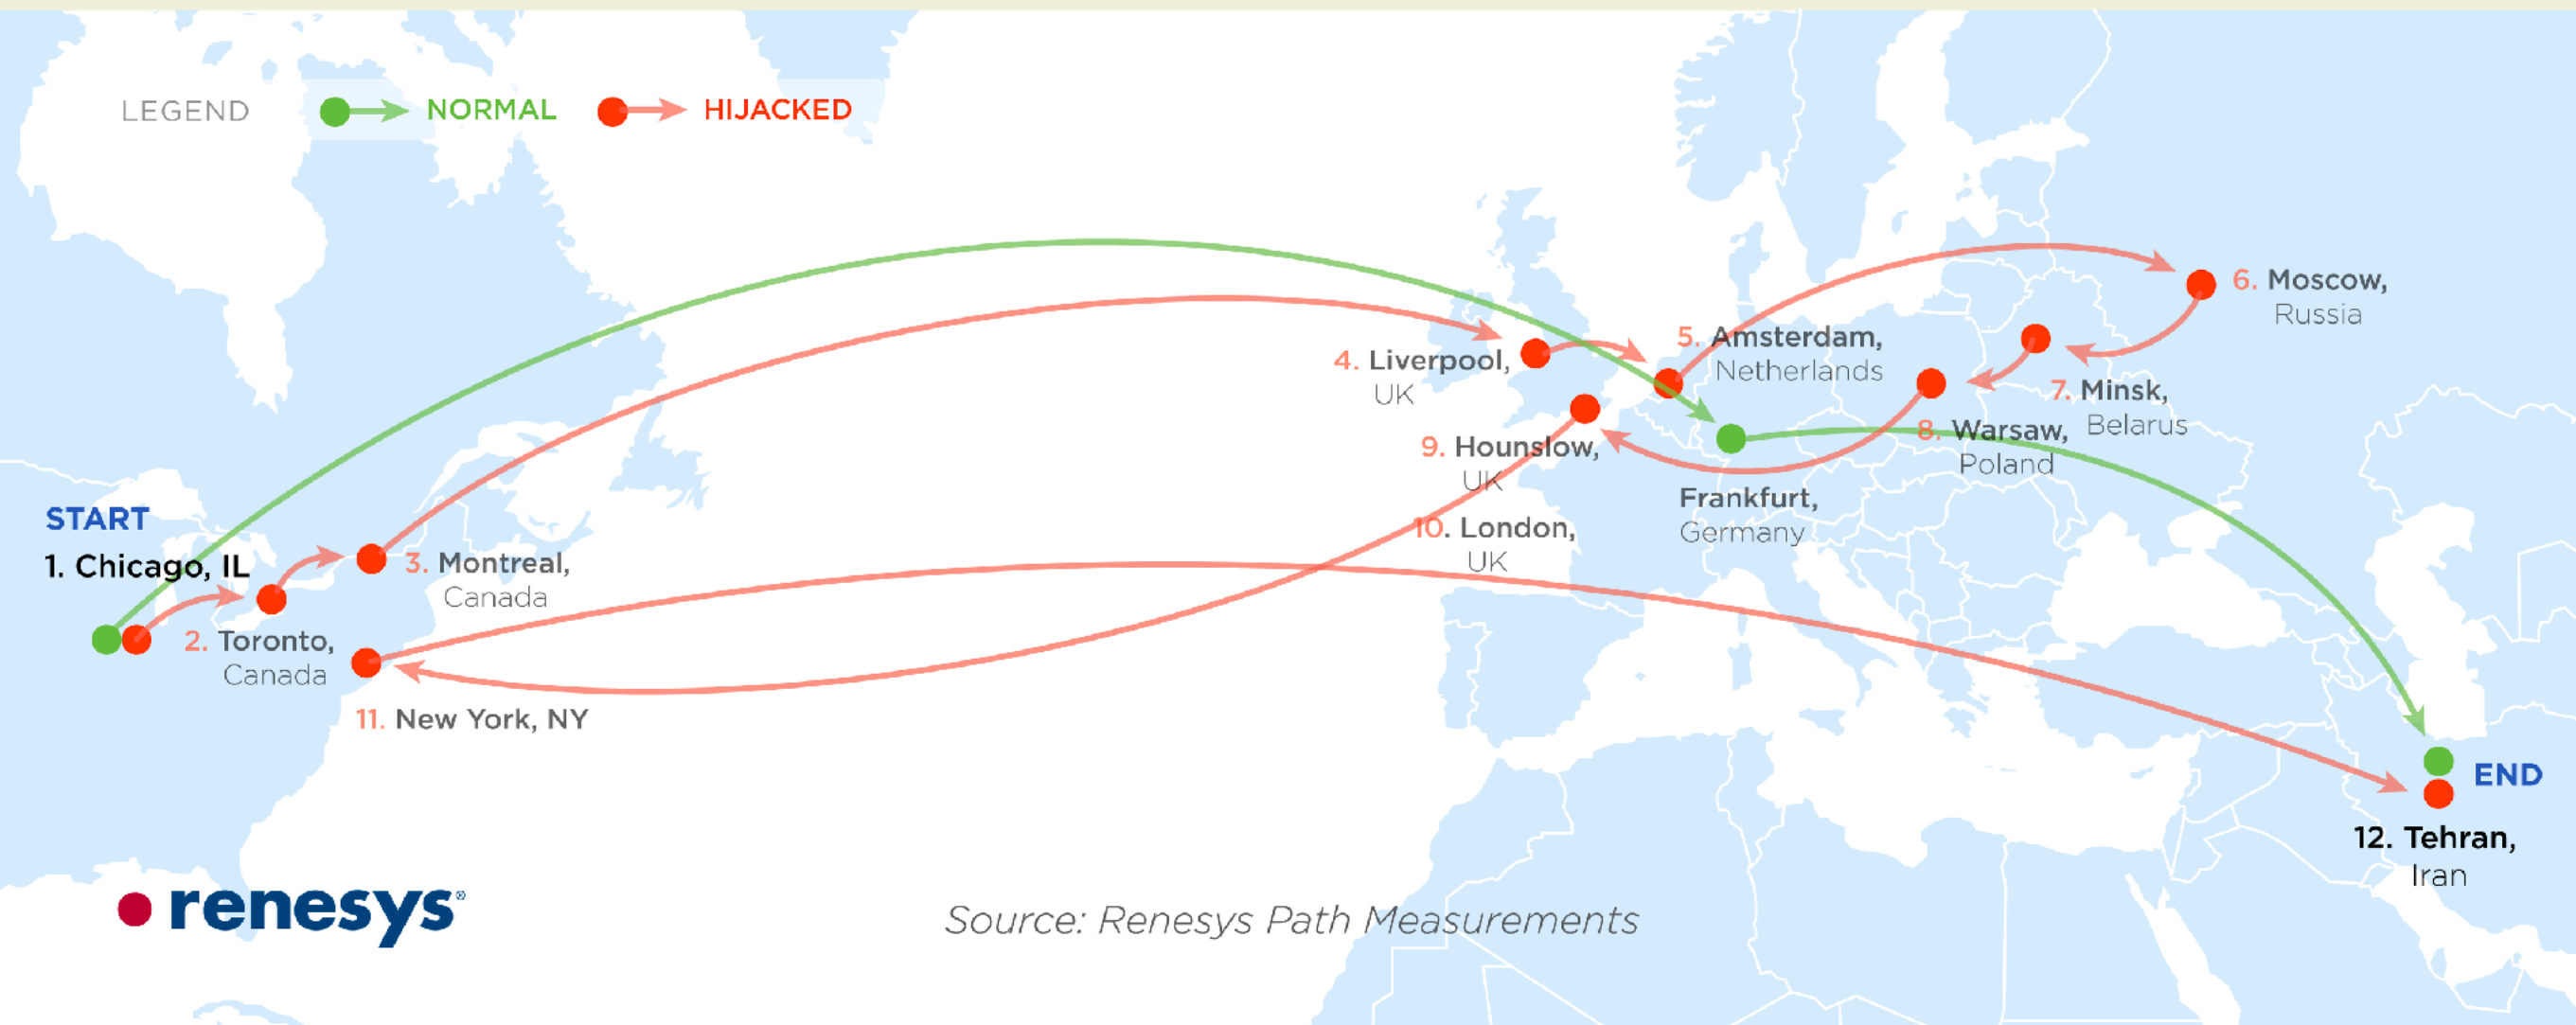 LEGEND
NORMAL
HIJACKED
START
1. Chicago, IL
2. Toronto,
Canada
3. Montreal,
Canada
4. Liverpool,
UK
5. Amsterdam,
Netherlands
6. Moscow,
Russia
7. Minsk,
Belarus
8. Warsaw,
Poland
9. Hounslow,
UK
10. London,
UK
Frankfurt,
Germany
11. New York, NY
END
12. Tehran,
Iran
renesys®
Source: Renesys Path Measurements